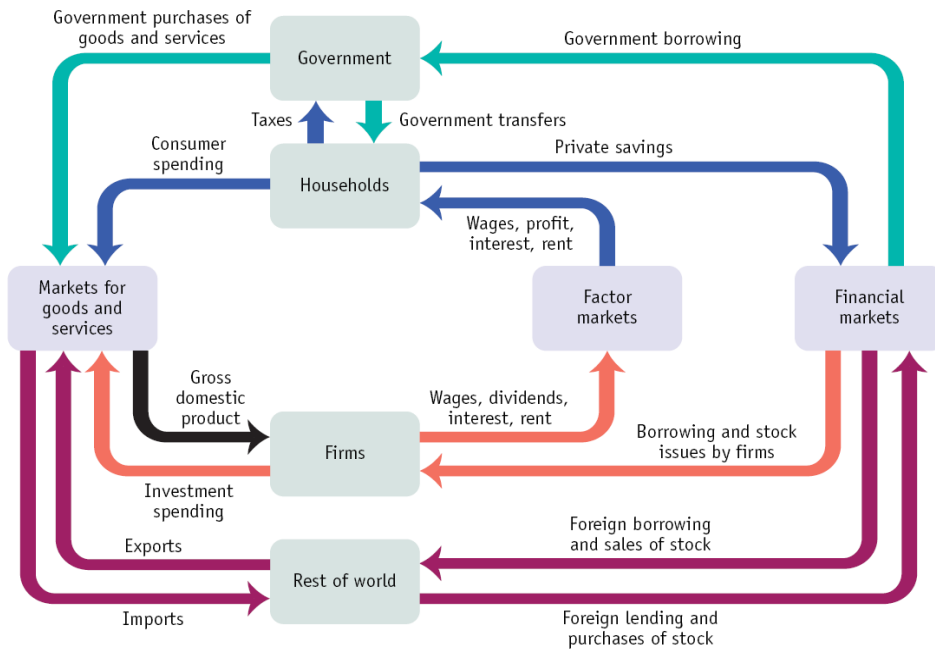 Government purchases of
goods and services
Government
Government borrowing
Taxes
Government transfers
Consumer
spending
Households
Private savings
Wages, profit,
interest, rent
Markets for
goods and
services
Factor
markets
Financial
markets
Gross
domestic
product
Wages, dividends,
interest, rent
Firms
Borrowing and stock
issues by firms
Investment
spending
Exports
Foreign borrowing
and sales of stock
Rest of world
Imports
Foreign lending and
purchases of stock